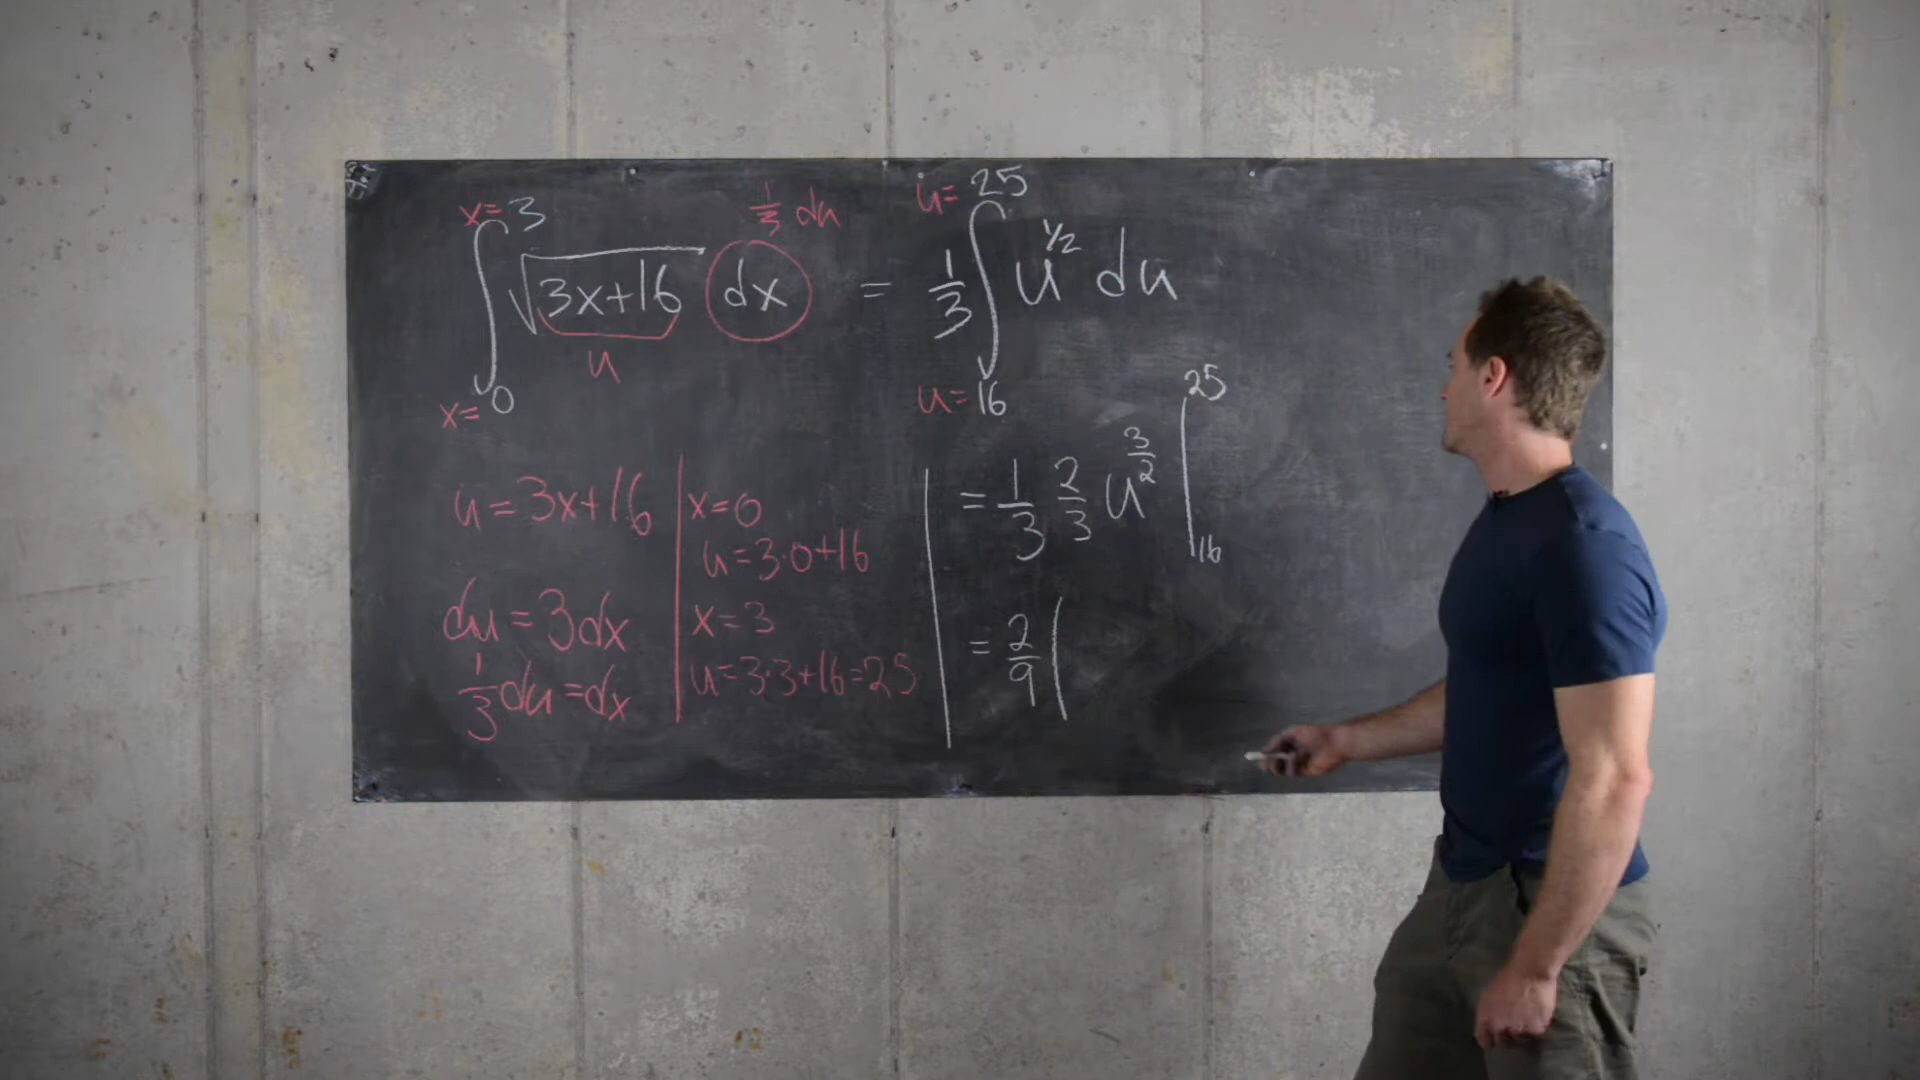 ∫_{x=0}^{x=3} √(3x+16) dx = 1/3 ∫_{u=16}^{u=25} u^{1/2} du
1/3 du
u
u=3x+16
du=3dx
1/3du=dx
x=0
u=3·0+16
x=3
u=3·3+16=25
=1/3 2/3 u^{3/2} |_{16}^{25}
=2/9(